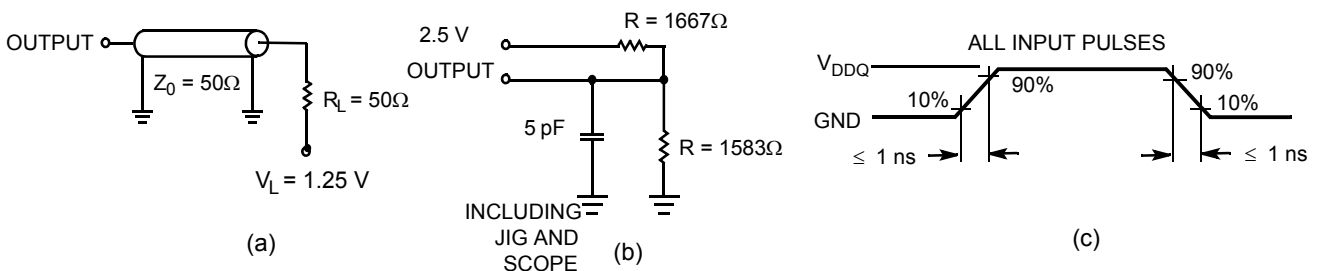 OUTPUT
Z0 = 50Ω
RL = 50Ω
VL = 1.25 V
(a)
R = 1667Ω
2.5 V
OUTPUT
5 pF
R = 1583Ω
INCLUDING
JIG AND
SCOPE
(b)
ALL INPUT PULSES
VDDQ
90%
90%
10%
10%
GND
≤ 1 ns
≤ 1 ns
(c)